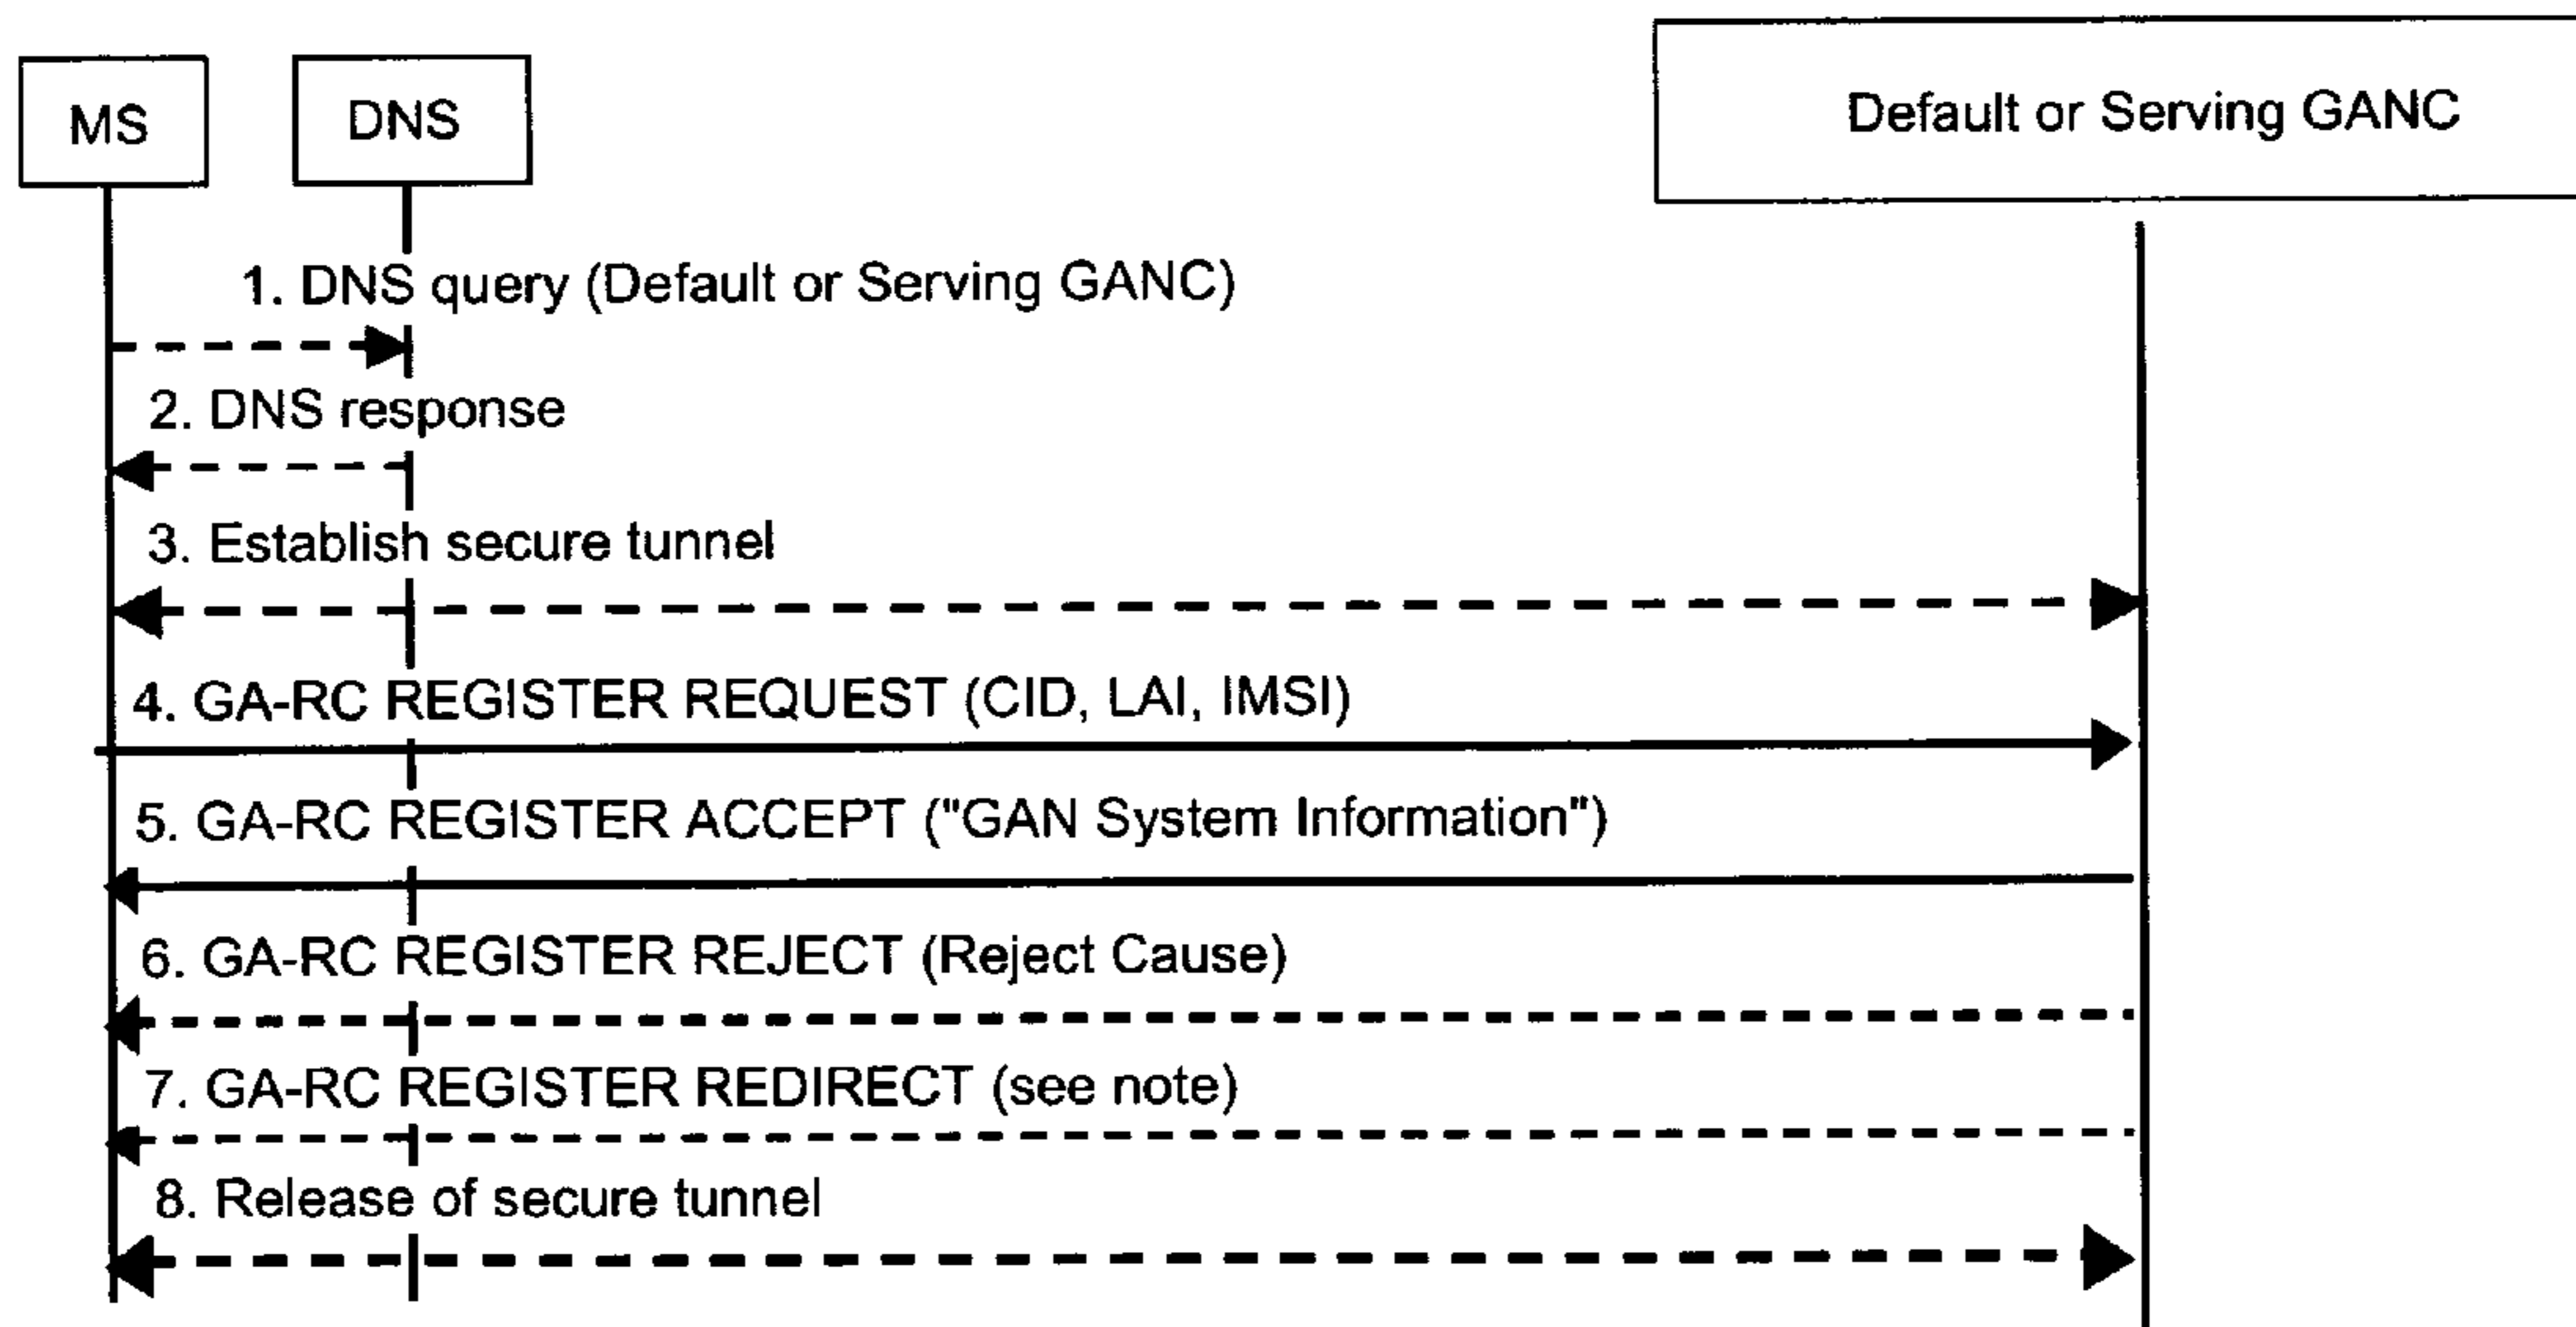 MS
DNS
Default or Serving GANC
1. DNS query (Default or Serving GANC)
2. DNS response
3. Establish secure tunnel
4. GA-RC REGISTER REQUEST (CID, LAI, IMSI)
5. GA-RC REGISTER ACCEPT ("GAN System Information")
6. GA-RC REGISTER REJECT (Reject Cause)
7. GA-RC REGISTER REDIRECT (see note)
8. Release of secure tunnel